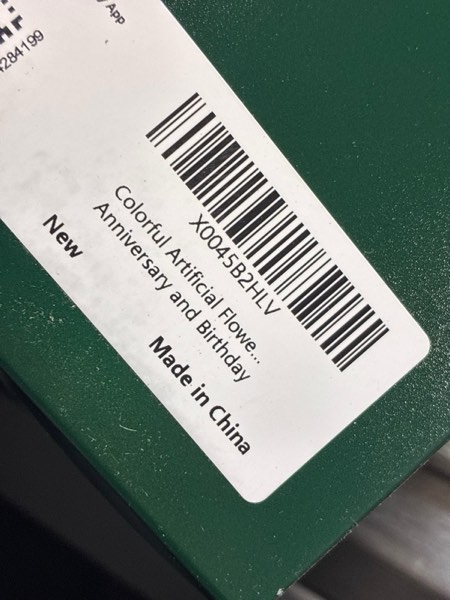 App
284199
X0045B2HLV
Colorful Artificial Flowe...
Anniversary and Birthday
New
Made in China